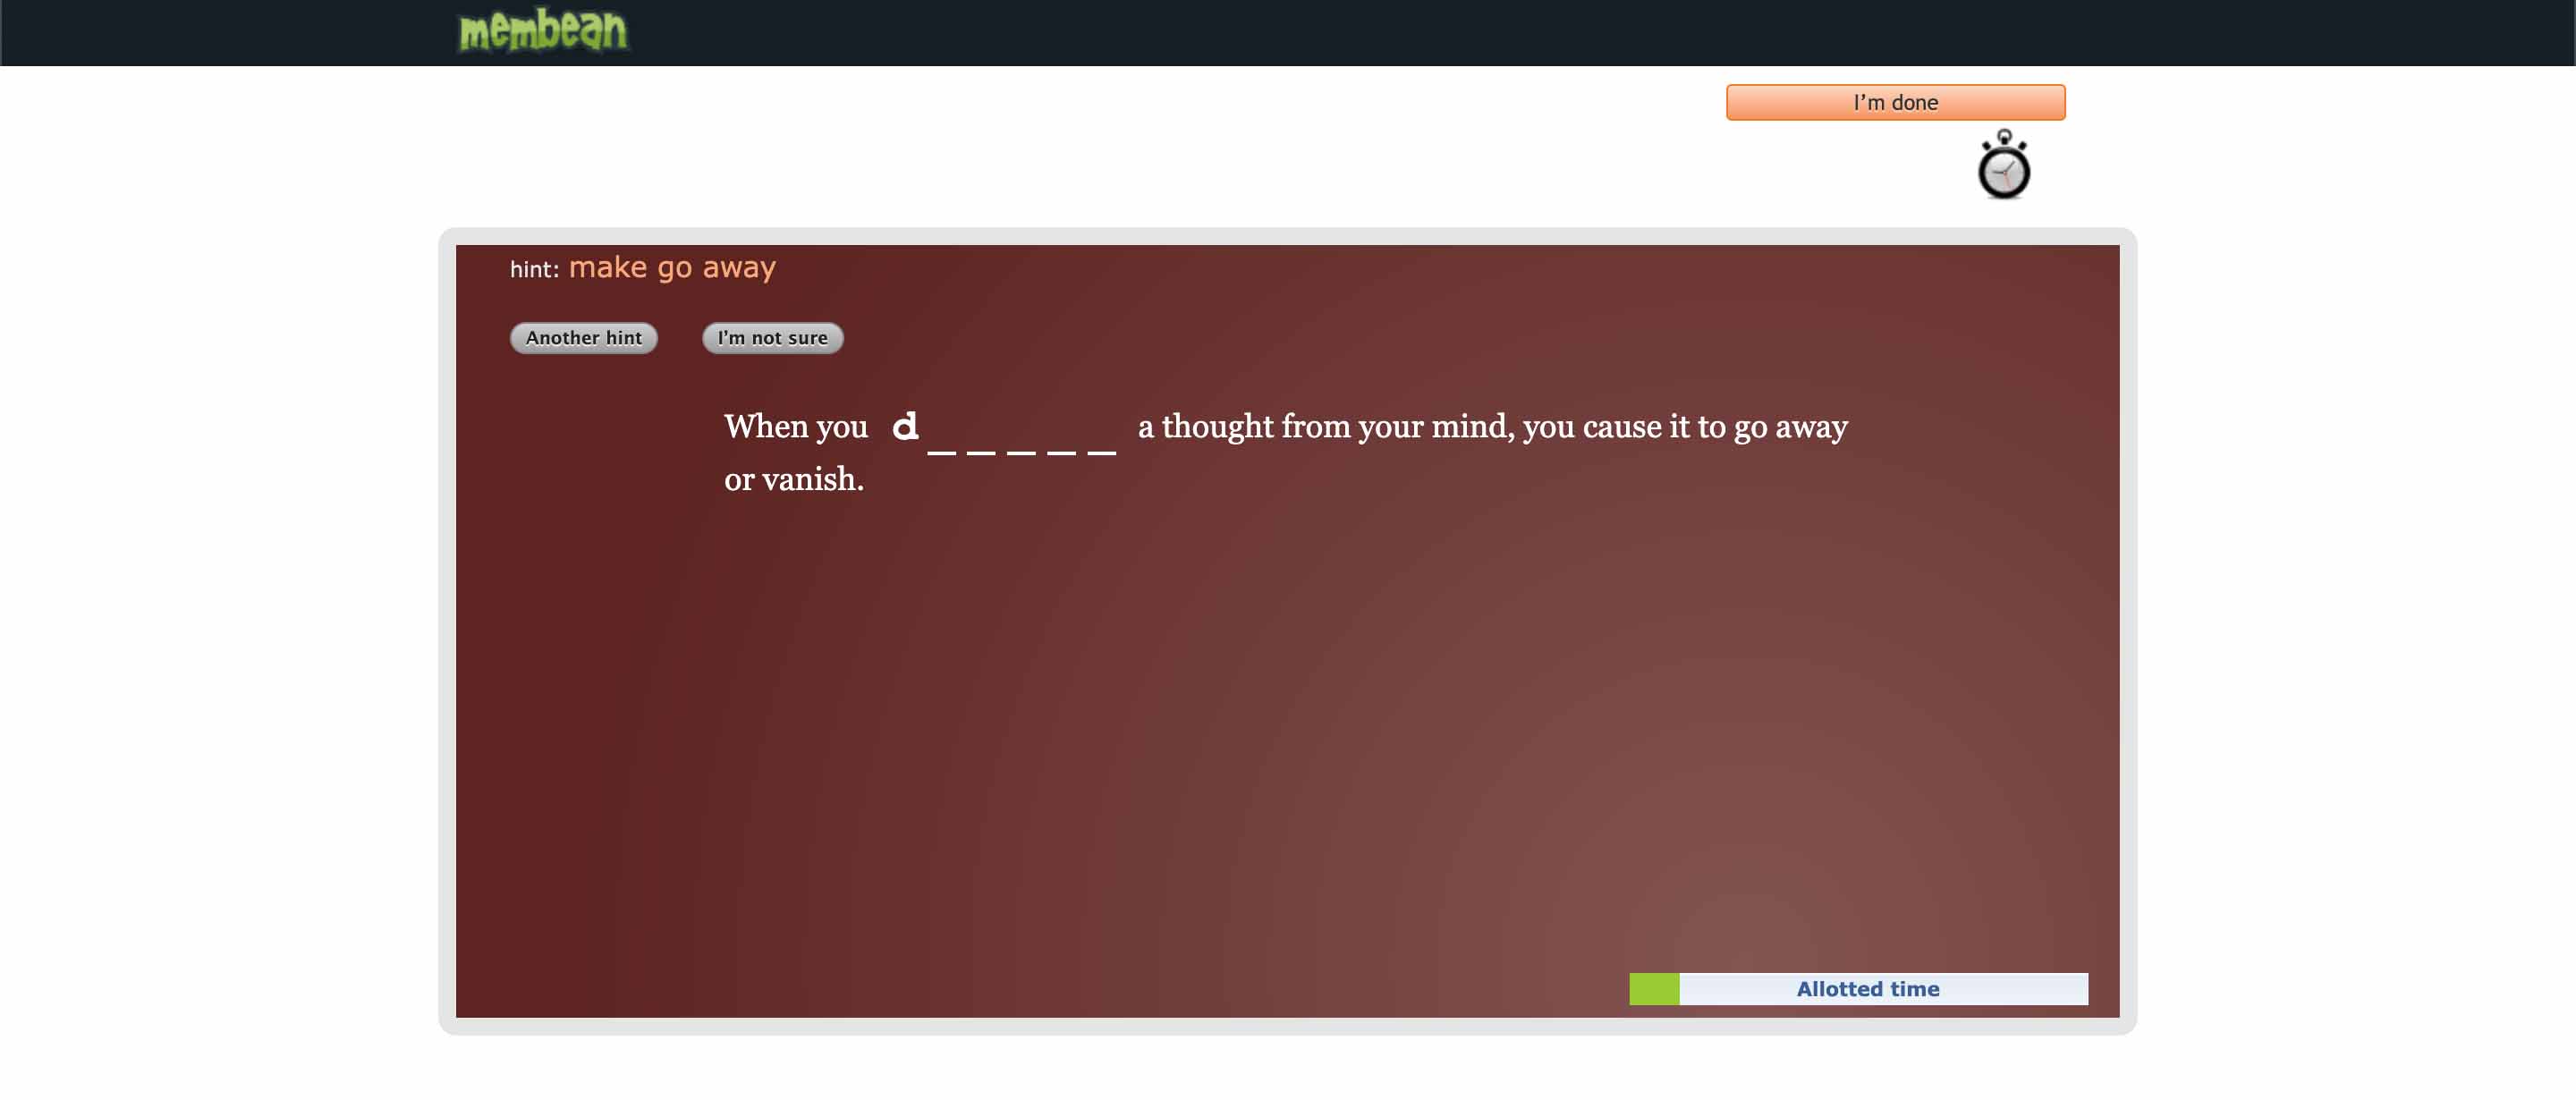 membean
I'm done
hint: make go away
Another hint I'm not sure
When you d _ _ _ _ _ a thought from your mind, you cause it to go away
or vanish.
Allotted time